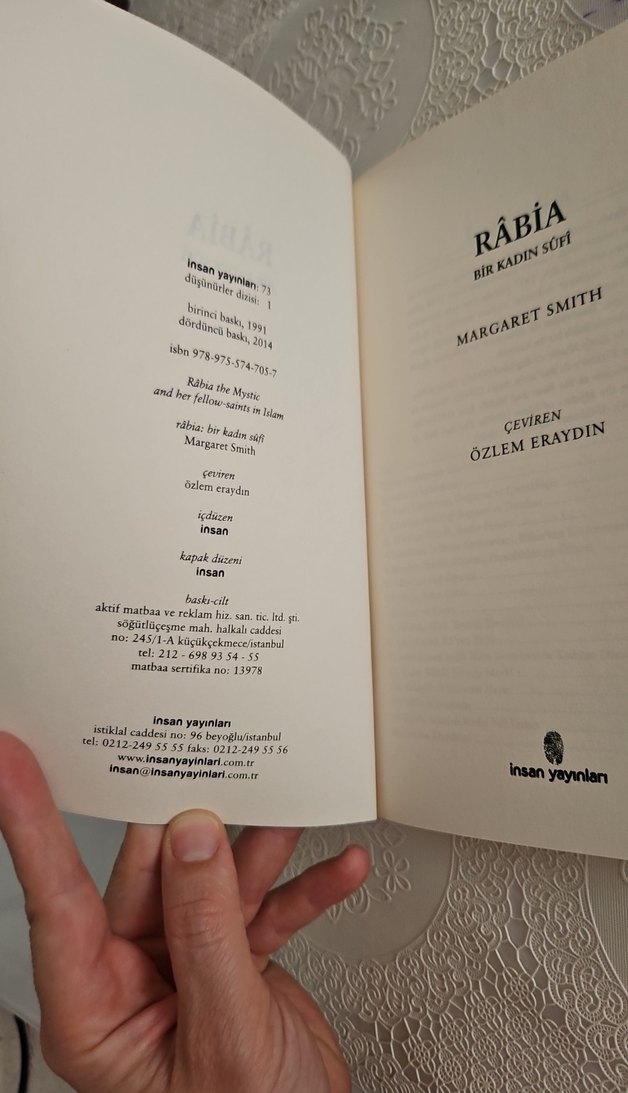 insan yayınları: 73
düşünürler dizisi: 1
birinci baskı, 1991
dördüncü baskı, 2014
isbn 978-975-574-705-7
Râbia the Mystic
and her fellow-saints in Islam
râbia: bir kadın sûfî
Margaret Smith
çeviren
özlem eraydın
içdüzen
insan
kapak düzeni
insan
baskı-cilt
aktif matbaa ve reklam hiz. san. tic. ltd. şti.
söğütlüçeşme mah. halkalı caddesi
no: 245/1-A küçükçekmece/istanbul
tel: 212 - 698 93 54 - 55
matbaa sertifika no: 13978
insan yayınları
istiklal caddesi no: 96 beyoğlu/istanbul
tel: 0212-249 55 55 faks: 0212-249 55 56
www.insanyayinlari.com.tr
insan@insanyayinlari.com.tr
RÂBİA
BİR KADIN SÛFÎ
MARGARET SMITH
ÇEVİREN
ÖZLEM ERAYDIN
insan yayınları